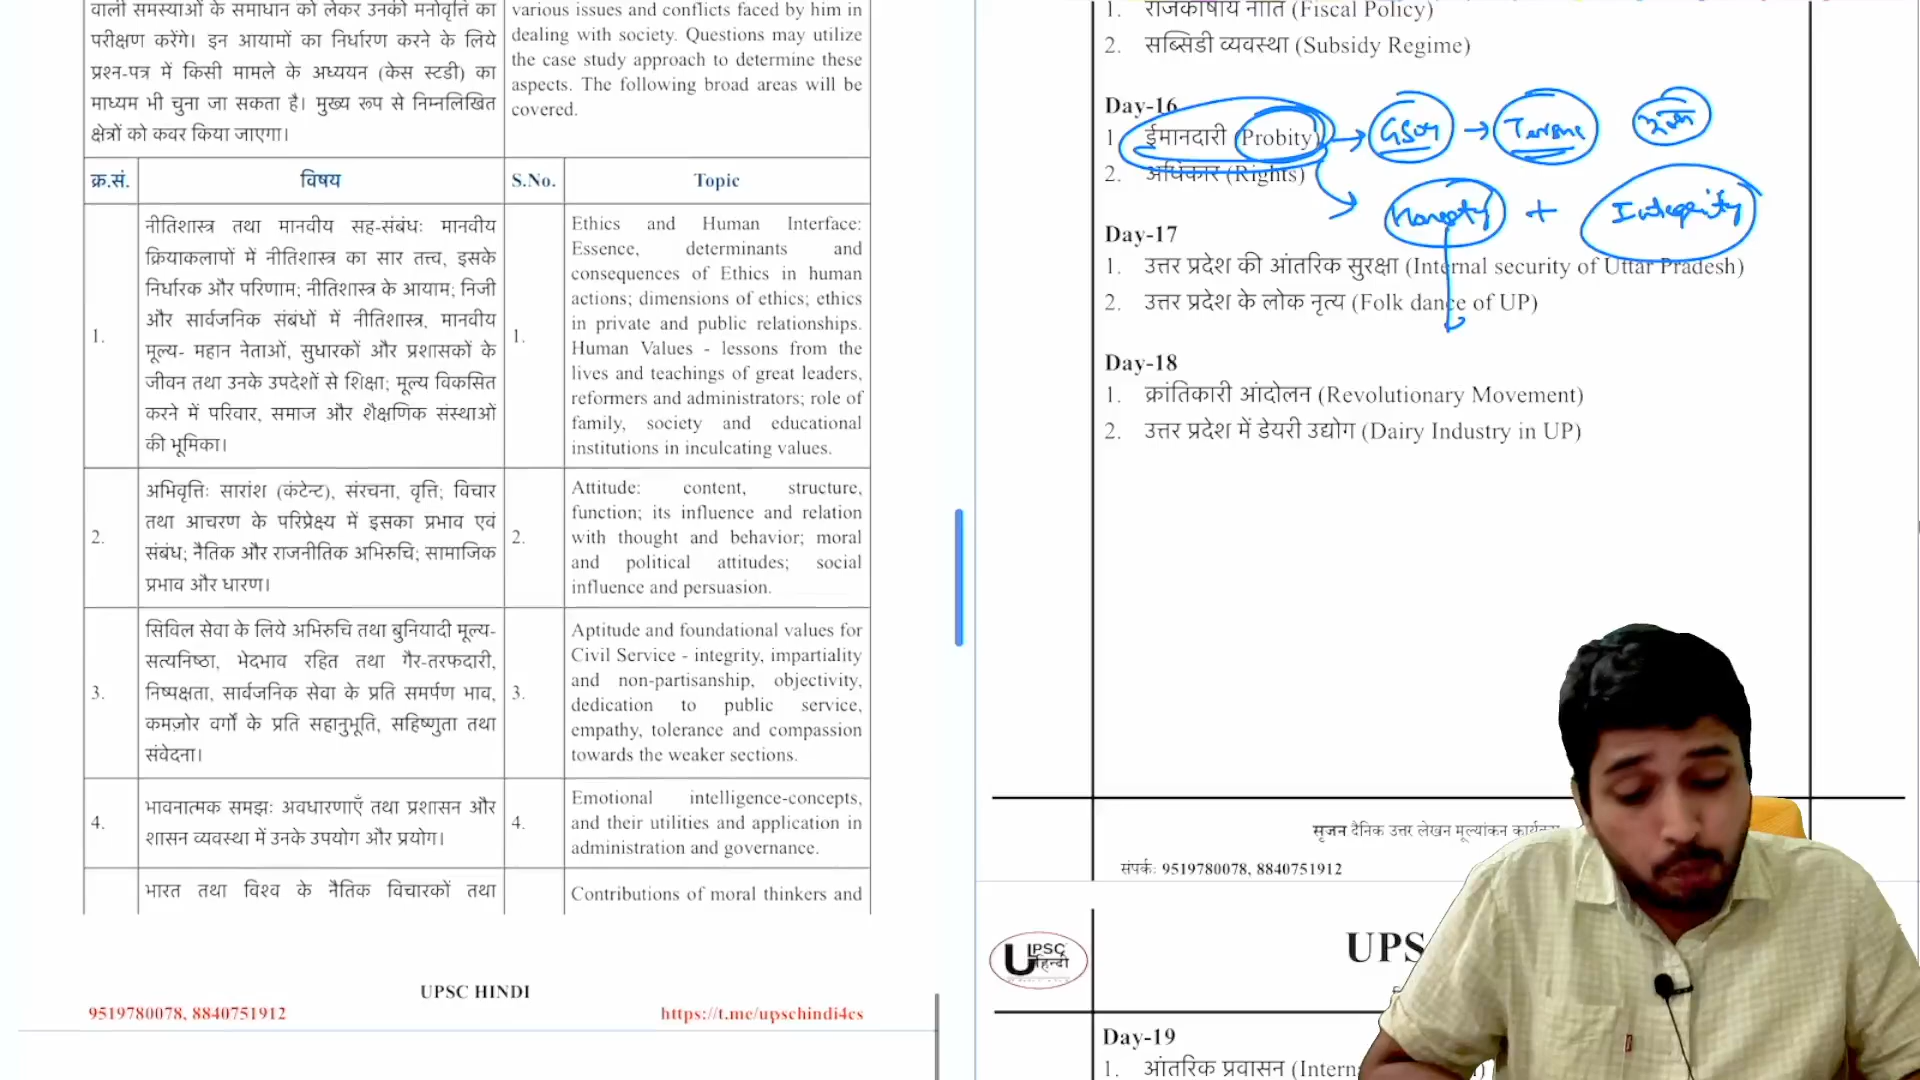 वाली समस्याओं के समाधान को लेकर उनकी मनोवृत्ति का
परीक्षण करेंगे। इन आयामों का निर्धारण करने के लिये
प्रश्न-पत्र में किसी मामले के अध्ययन (केस स्टडी) का
माध्यम भी चुना जा सकता है। मुख्य रूप से निम्नलिखित
क्षेत्रों को कवर किया जाएगा।
various issues and conflicts faced by him in
dealing with society. Questions may utilize
the case study approach to determine these
aspects. The following broad areas will be
covered.
क्र.सं. विषय S.No. Topic
1.
नीतिशास्त्र तथा मानवीय सह-संबंधः मानवीय
क्रियाकलापों में नीतिशास्त्र का सार तत्त्व, इसके
निर्धारक और परिणाम; नीतिशास्त्र के आयाम; निजी
और सार्वजनिक संबंधों में नीतिशास्त्र, मानवीय
मूल्य- महान नेताओं, सुधारकों और प्रशासकों के
जीवन तथा उनके उपदेशों से शिक्षा; मूल्य विकसित
करने में परिवार, समाज और शैक्षणिक संस्थाओं
की भूमिका।
1.
Ethics and Human Interface:
Essence, determinants and
consequences of Ethics in human
actions; dimensions of ethics; ethics
in private and public relationships.
Human Values - lessons from the
lives and teachings of great leaders,
reformers and administrators; role of
family, society and educational
institutions in inculcating values.
2.
अभिवृत्तिः सारांश (कंटेन्ट), संरचना, वृत्ति; विचार
तथा आचरण के परिप्रेक्ष्य में इसका प्रभाव एवं
संबंध; नैतिक और राजनीतिक अभिरुचि; सामाजिक
प्रभाव और धारण।
2.
Attitude: content, structure,
function; its influence and relation
with thought and behavior; moral
and political attitudes; social
influence and persuasion.
3.
सिविल सेवा के लिये अभिरुचि तथा बुनियादी मूल्य-
सत्यनिष्ठा, भेदभाव रहित तथा गैर-तरफदारी,
निष्पक्षता, सार्वजनिक सेवा के प्रति समर्पण भाव,
कमज़ोर वर्गों के प्रति सहानुभूति, सहिष्णुता तथा
संवेदना।
3.
Aptitude and foundational values for
Civil Service - integrity, impartiality
and non-partisanship, objectivity,
dedication to public service,
empathy, tolerance and compassion
towards the weaker sections.
4.
भावनात्मक समझः अवधारणाएँ तथा प्रशासन और
शासन व्यवस्था में उनके उपयोग और प्रयोग।
4.
Emotional intelligence-concepts,
and their utilities and application in
administration and governance.
भारत तथा विश्व के नैतिक विचारकों तथा
Contributions of moral thinkers and
UPSC HINDI
9519780078, 8840751912 https://t.me/upschindi4cs
1. राजकोषीय नीति (Fiscal Policy)
2. सब्सिडी व्यवस्था (Subsidy Regime)
Day-16
1 ईमानदारी (Probity) → GS04 →
2. अधिकार (Rights)
Honesty + Integrity
Day-17
1. उत्तर प्रदेश की आंतरिक सुरक्षा (Internal security of Uttar Pradesh)
2. उत्तर प्रदेश के लोक नृत्य (Folk dance of UP)
Day-18
1. क्रांतिकारी आंदोलन (Revolutionary Movement)
2. उत्तर प्रदेश में डेयरी उद्योग (Dairy Industry in UP)
सृजन दैनिक उत्तर लेखन मूल्यांकन
संपर्कः 9519780078, 8840751912
UPSC हिन्दी
UPS
Day-19
1. आंतरिक प्रवासन (Intern